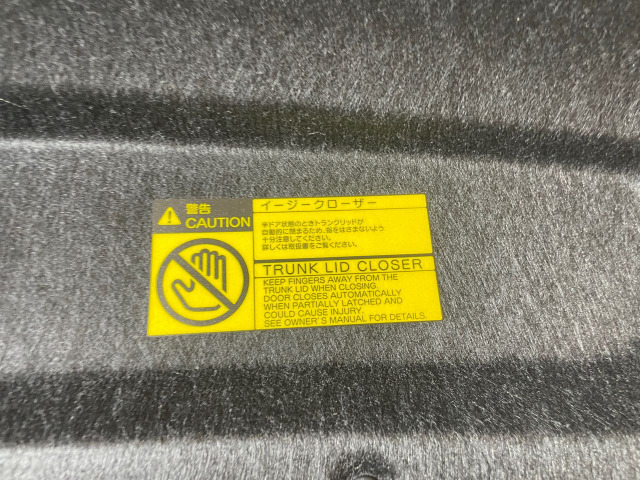 警告
CAUTION
イージークローザー
半ドア状態のときトランクリッドが
自動的に閉まるため、指をはさまないよう
十分注意してください。
詳しくは取扱書をご覧ください。
TRUNK LID CLOSER
KEEP FINGERS AWAY FROM THE
TRUNK LID WHEN CLOSING.
DOOR CLOSES AUTOMATICALLY
WHEN PARTIALLY LATCHED AND
COULD CAUSE INJURY.
SEE OWNER'S MANUAL FOR DETAILS.